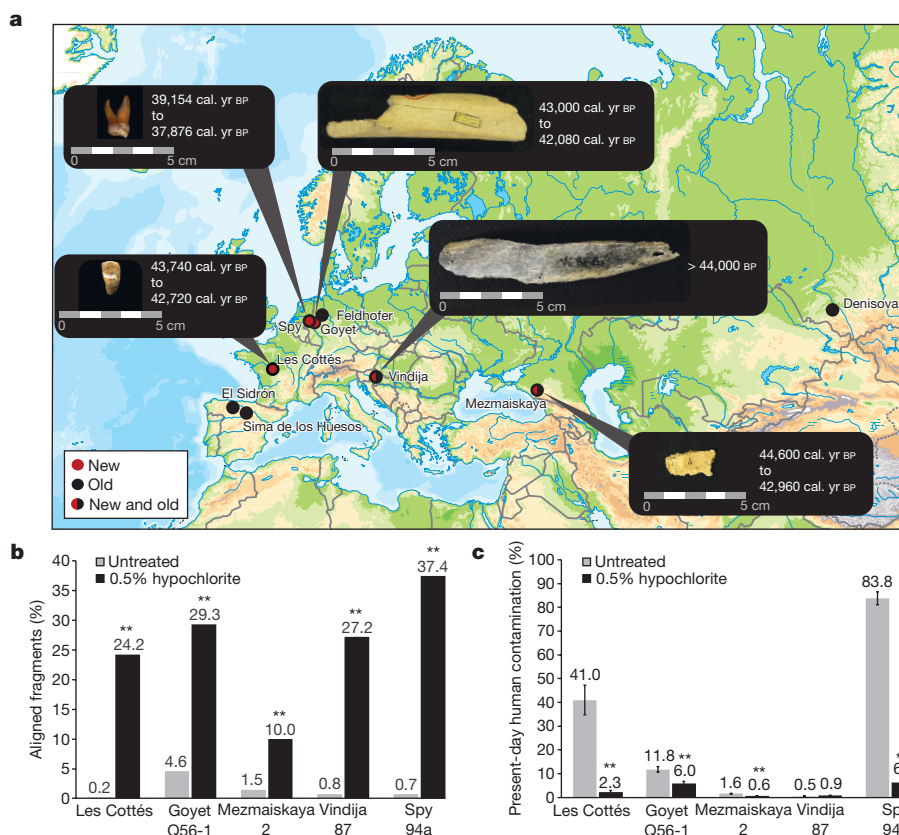 a
39,154 cal. yr BP
to
37,876 cal. yr BP
0 5 cm
43,000 cal. yr BP
to
42,080 cal. yr BP
0 5 cm
43,740 cal. yr BP
to
42,720 cal. yr BP
0 5 cm
> 44,000 BP
0 5 cm
Denisova
Feldhofer
Spy
Goyet
Les Cottés
Vindija
El Sidrón
Mezmaiskaya
Sima de los Huesos
44,600 cal. yr BP
to
42,960 cal. yr BP
0 5 cm
New
Old
New and old
b
Aligned fragments (%)
Untreated
0.5% hypochlorite
40
35
30
25
20
15
10
5
0
0.2
** 24.2
4.6
** 29.3
1.5
** 10.0
0.8
** 27.2
0.7
** 37.4
Les Cottés Goyet Mezmaiskaya Vindija Spy
Q56-1 2 87 94a
c
Present-day human contamination (%)
Untreated
0.5% hypochlorite
100
90
80
70
60
50
40
30
20
10
0
41.0
** 2.3
11.8
** 6.0
1.6
** 0.6
0.5
0.9
83.8
6
Les Cottés Goyet Mezmaiskaya Vindija Sp
Q56-1 2 87 94